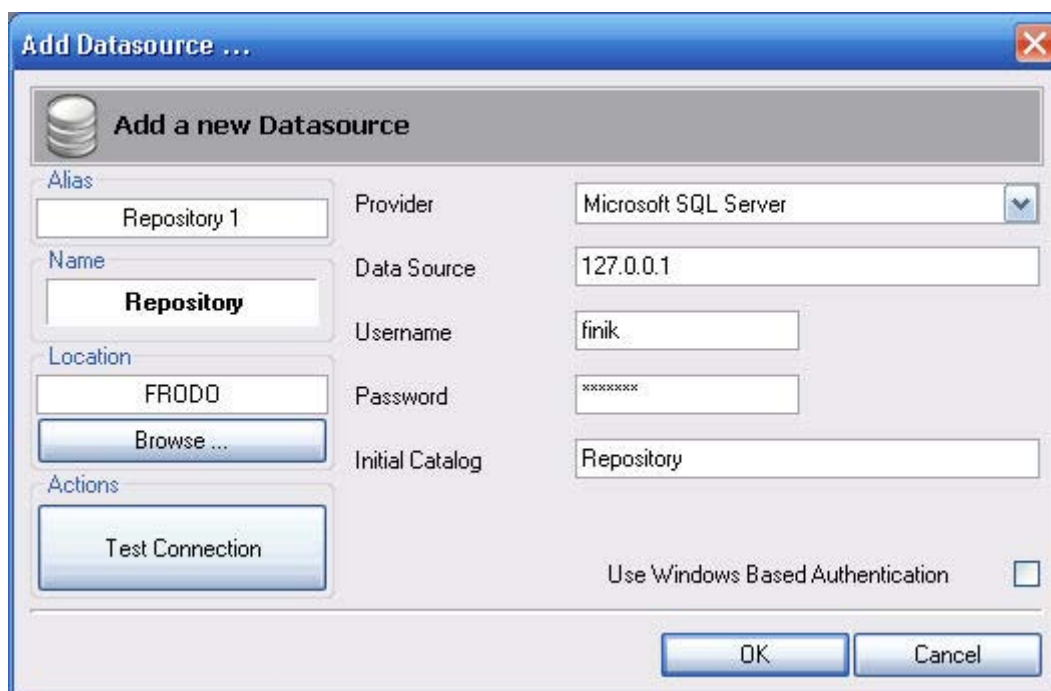 Add Datasource ...
Add a new Datasource
Alias
Repository 1
Name
Repository
Location
FRODO
Browse ...
Actions
Test Connection
Provider
Microsoft SQL Server
Data Source
127.0.0.1
Username
finik
Password
*******
Initial Catalog
Repository
Use Windows Based Authentication
OK
Cancel